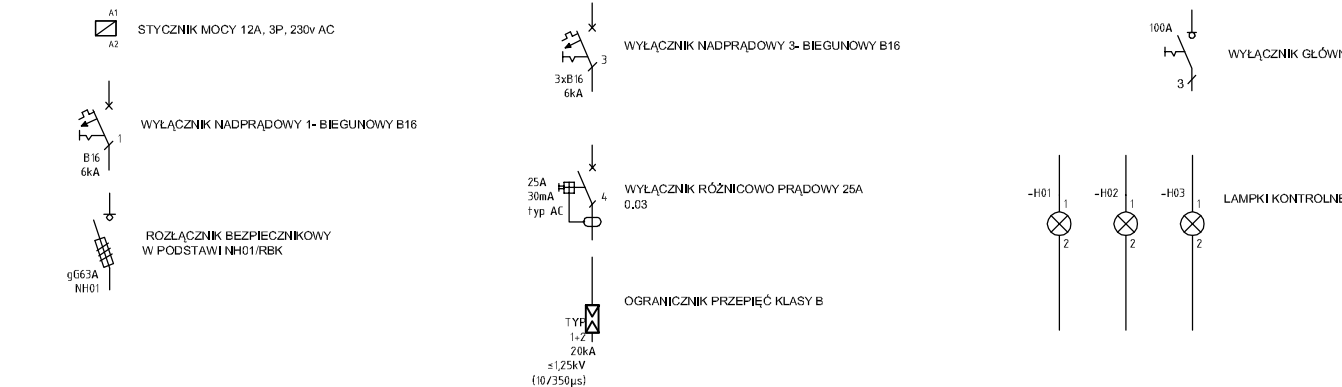 A1
A2
STYCZNIK MOCY 12A, 3P, 230v AC
1
B16
6kA
WYŁĄCZNIK NADPRĄDOWY 1- BIEGUNOWY B16
gG63A
NH01
ROZŁĄCZNIK BEZPIECZNIKOWY
W PODSTAWI NH01/RBK
3
3xB16
6kA
WYŁĄCZNIK NADPRĄDOWY 3- BIEGUNOWY B16
25A
30mA
typ AC
4
WYŁĄCZNIK RÓŻNICOWO PRĄDOWY 25A
0.03
TYP
1+2
20kA
≤1,25kV
(10/350µs)
OGRANICZNIK PRZEPIĘĆ KLASY B
100A
3
WYŁĄCZNIK GŁÓWN
-H01
1
2
-H02
1
2
-H03
1
2
LAMPKI KONTROLNE